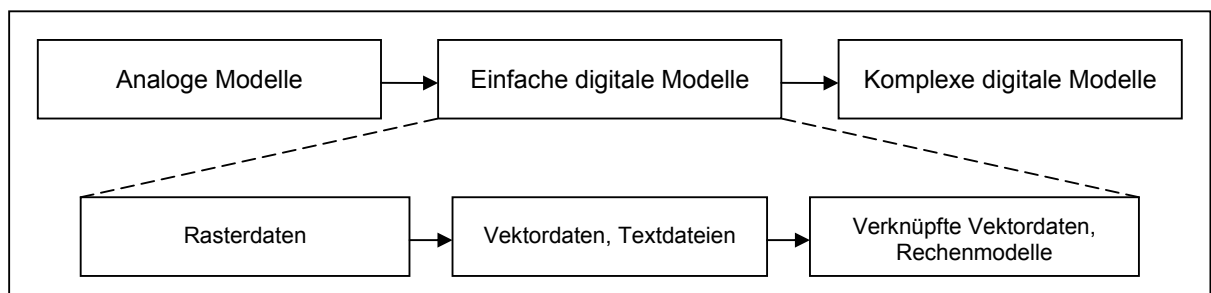 Analoge Modelle
Einfache digitale Modelle
Komplexe digitale Modelle
Rasterdaten
Vektordaten, Textdateien
Verknüpfte Vektordaten,
Rechenmodelle